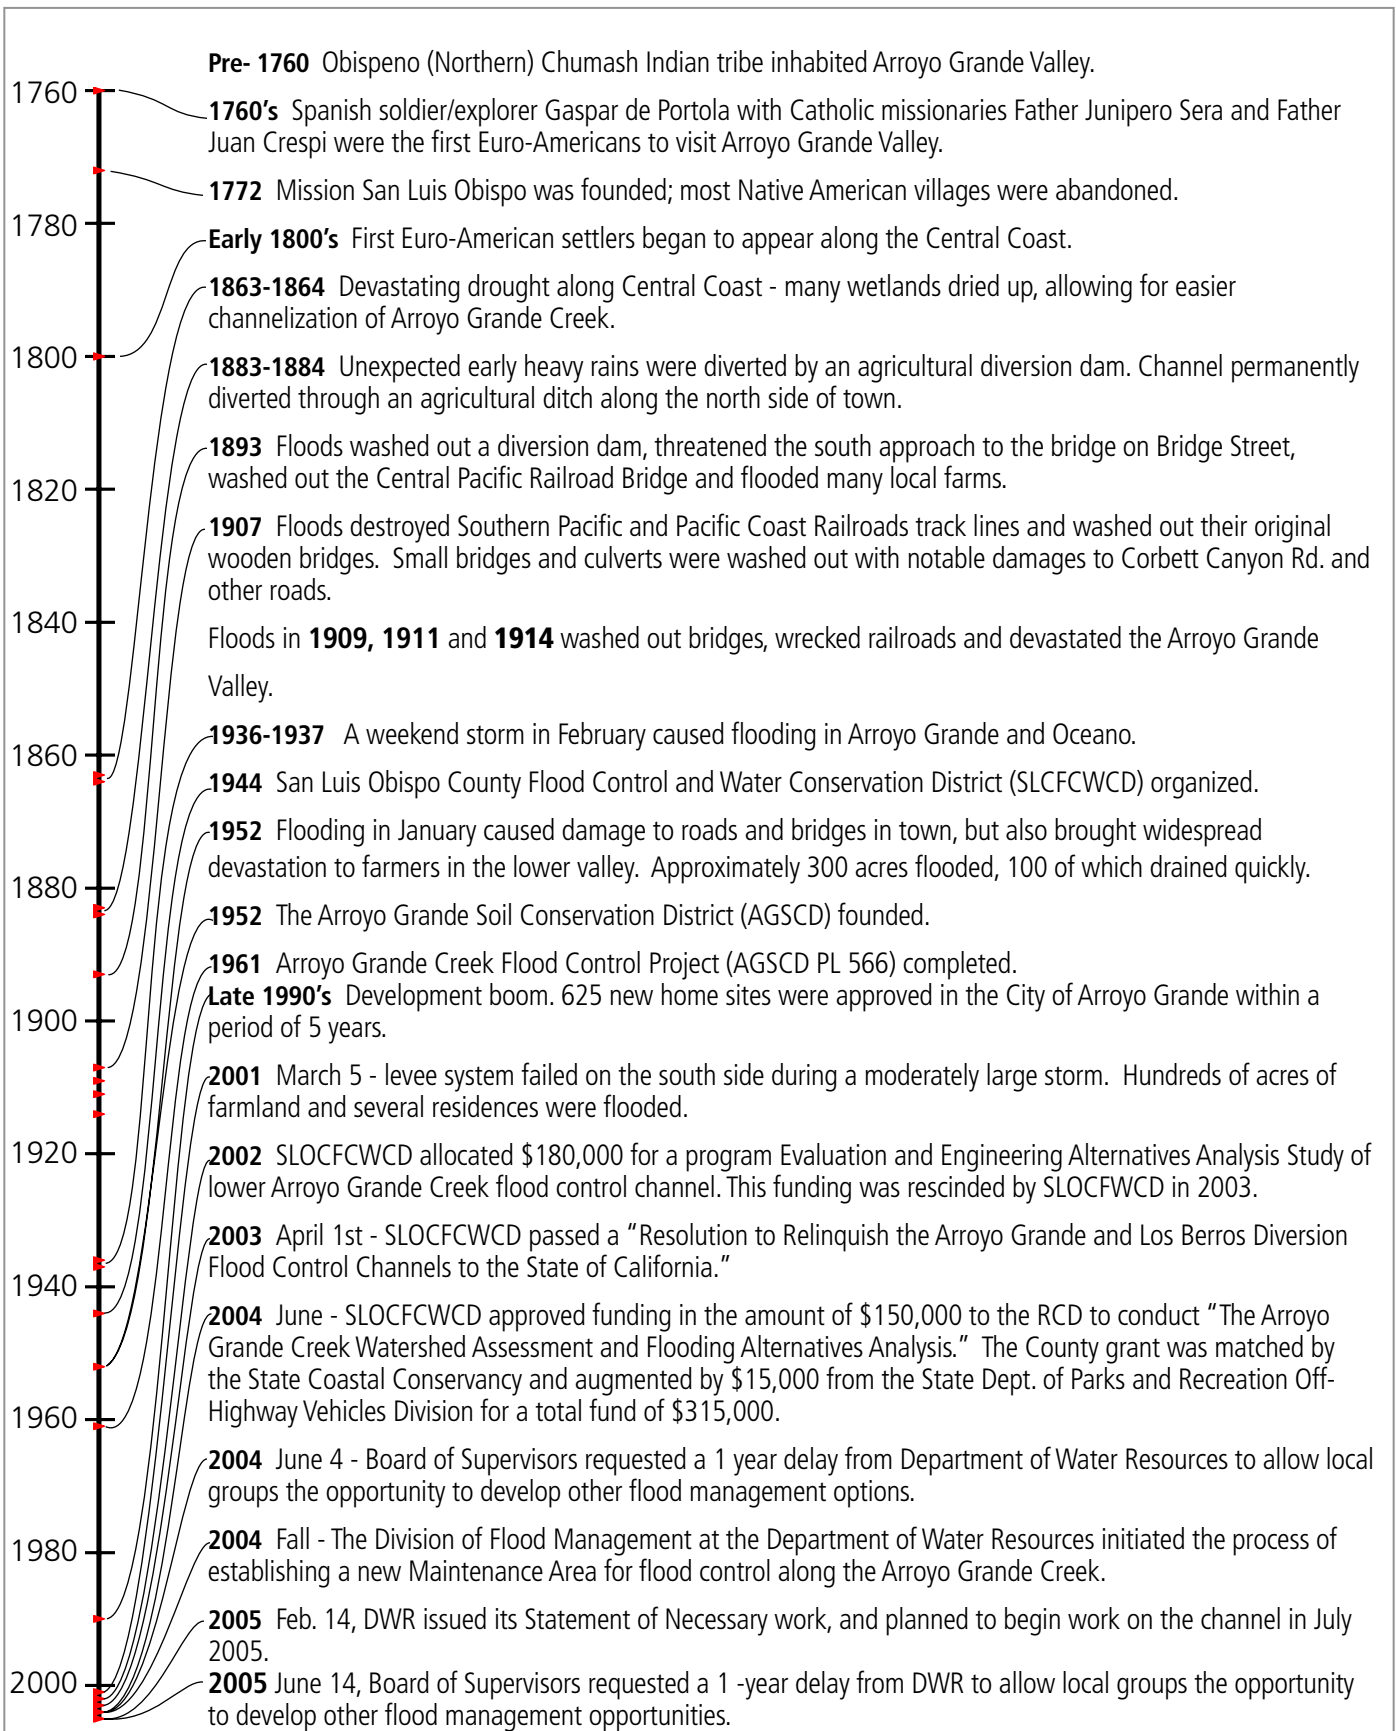 Pre- 1760 Obispeno (Northern) Chumash Indian tribe inhabited Arroyo Grande Valley.
1760
1760's Spanish soldier/explorer Gaspar de Portola with Catholic missionaries Father Junipero Sera and Father
Juan Crespi were the first Euro-Americans to visit Arroyo Grande Valley.
1772 Mission San Luis Obispo was founded; most Native American villages were abandoned.
1780
Early 1800's First Euro-American settlers began to appear along the Central Coast.
1863-1864 Devastating drought along Central Coast - many wetlands dried up, allowing for easier
channelization of Arroyo Grande Creek.
1800
1883-1884 Unexpected early heavy rains were diverted by an agricultural diversion dam. Channel permanently
diverted through an agricultural ditch along the north side of town.
1893 Floods washed out a diversion dam, threatened the south approach to the bridge on Bridge Street,
washed out the Central Pacific Railroad Bridge and flooded many local farms.
1820
1907 Floods destroyed Southern Pacific and Pacific Coast Railroads track lines and washed out their original
wooden bridges. Small bridges and culverts were washed out with notable damages to Corbett Canyon Rd. and
other roads.
1840
Floods in 1909, 1911 and 1914 washed out bridges, wrecked railroads and devastated the Arroyo Grande
Valley.
1936-1937 A weekend storm in February caused flooding in Arroyo Grande and Oceano.
1860
1944 San Luis Obispo County Flood Control and Water Conservation District (SLCFCWCD) organized.
1952 Flooding in January caused damage to roads and bridges in town, but also brought widespread
devastation to farmers in the lower valley. Approximately 300 acres flooded, 100 of which drained quickly.
1880
1952 The Arroyo Grande Soil Conservation District (AGSCD) founded.
1961 Arroyo Grande Creek Flood Control Project (AGSCD PL 566) completed.
Late 1990's Development boom. 625 new home sites were approved in the City of Arroyo Grande within a
period of 5 years.
1900
2001 March 5 - levee system failed on the south side during a moderately large storm. Hundreds of acres of
farmland and several residences were flooded.
1920
2002 SLOCFCWCD allocated $180,000 for a program Evaluation and Engineering Alternatives Analysis Study of
lower Arroyo Grande Creek flood control channel. This funding was rescinded by SLOCFWCD in 2003.
2003 April 1st - SLOCFCWCD passed a “Resolution to Relinquish the Arroyo Grande and Los Berros Diversion
Flood Control Channels to the State of California.”
1940
2004 June - SLOCFCWCD approved funding in the amount of $150,000 to the RCD to conduct “The Arroyo
Grande Creek Watershed Assessment and Flooding Alternatives Analysis.” The County grant was matched by
the State Coastal Conservancy and augmented by $15,000 from the State Dept. of Parks and Recreation Off-
Highway Vehicles Division for a total fund of $315,000.
1960
2004 June 4 - Board of Supervisors requested a 1 year delay from Department of Water Resources to allow local
groups the opportunity to develop other flood management options.
2004 Fall - The Division of Flood Management at the Department of Water Resources initiated the process of
establishing a new Maintenance Area for flood control along the Arroyo Grande Creek.
1980
2005 Feb. 14, DWR issued its Statement of Necessary work, and planned to begin work on the channel in July
2005.
2000
2005 June 14, Board of Supervisors requested a 1 -year delay from DWR to allow local groups the opportunity
to develop other flood management opportunities.